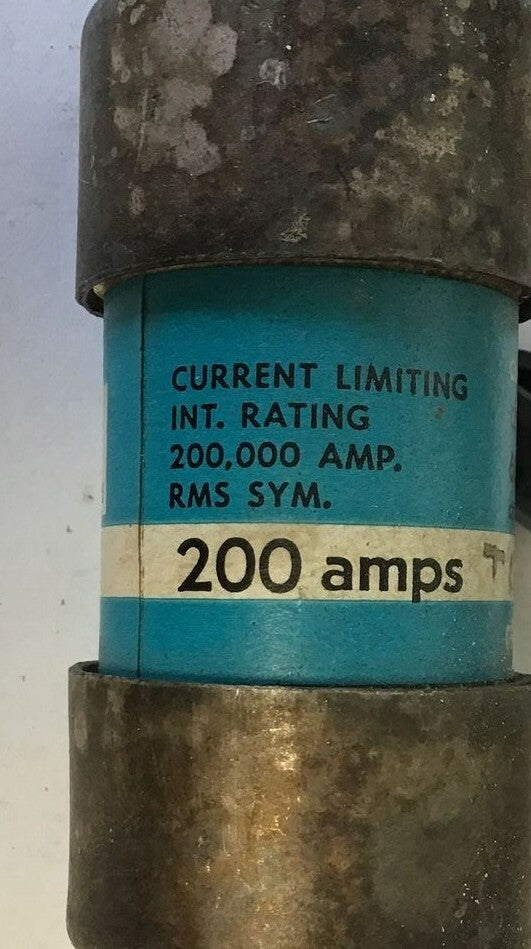 CURRENT LIMITING
INT. RATING
200,000 AMP.
RMS SYM.
200 amps